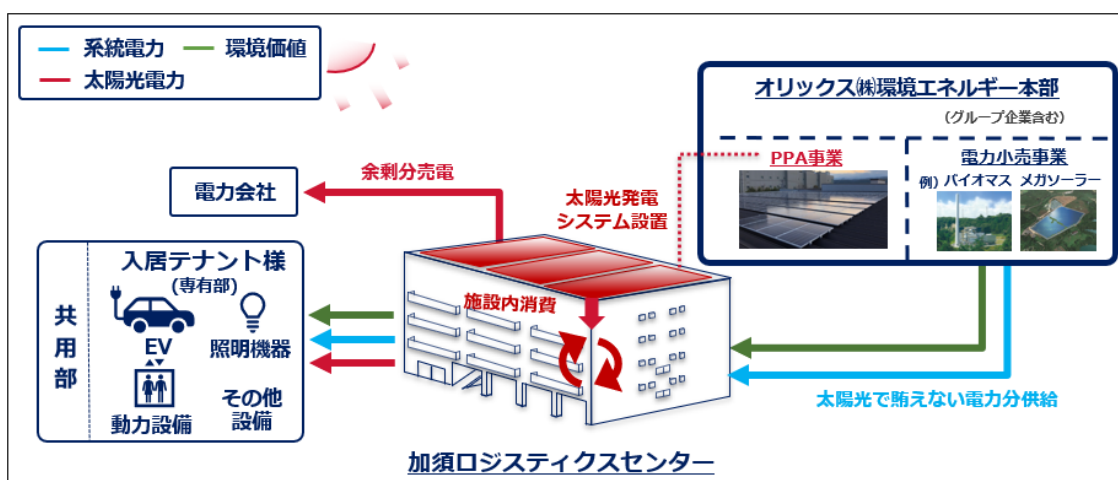 系統電力
環境価値
太陽光電力
オリックス㈱環境エネルギー本部
(グループ企業含む)
PPA事業
電力小売事業
例) バイオマス メガソーラー
余剰分売電
電力会社
太陽光発電
システム設置
入居テナント様
(専有部)
共用部
EV
照明機器
動力設備
その他
設備
施設内消費
太陽光で賄えない電力分供給
加須ロジスティクスセンター